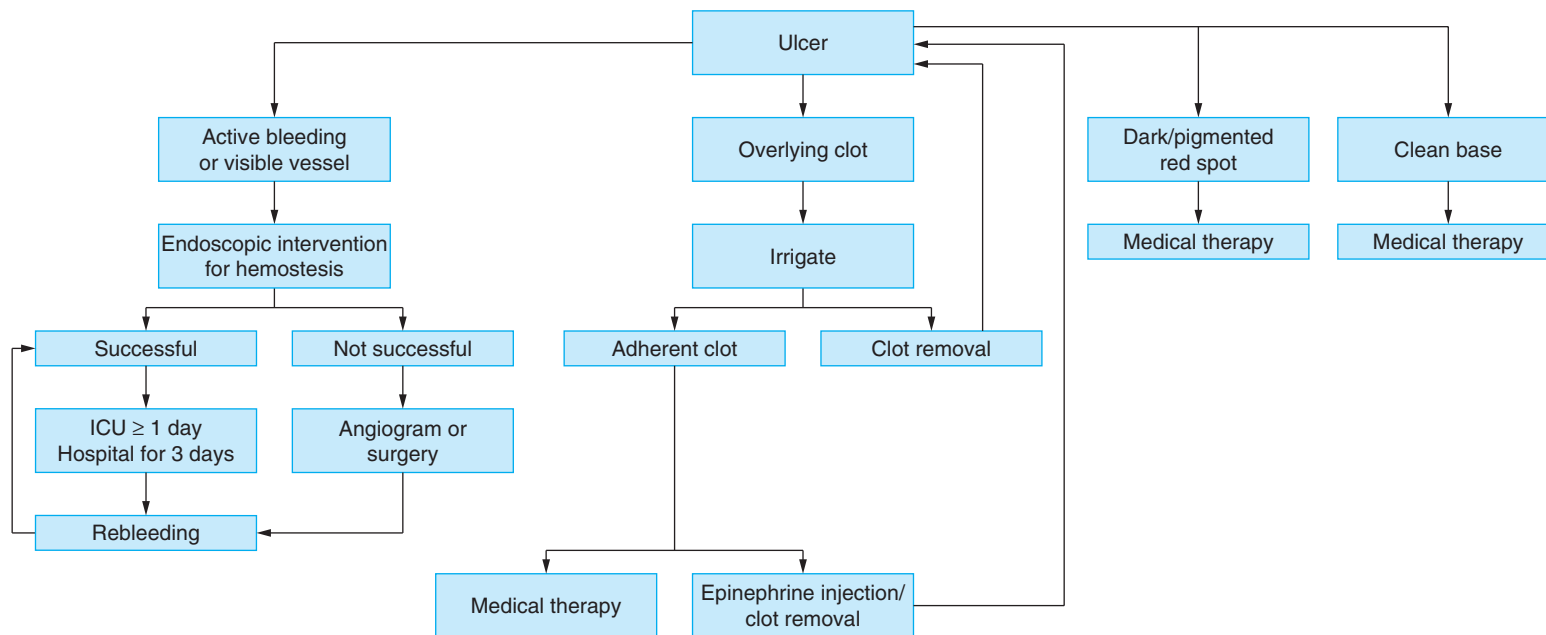 Ulcer
Active bleeding
or visible vessel
Overlying clot
Dark/pigmented
red spot
Clean base
Endoscopic intervention
for hemostesis
Irrigate
Medical therapy
Medical therapy
Successful
Not successful
Adherent clot
Clot removal
ICU ≥ 1 day
Hospital for 3 days
Angiogram or
surgery
Rebleeding
Medical therapy
Epinephrine injection/
clot removal